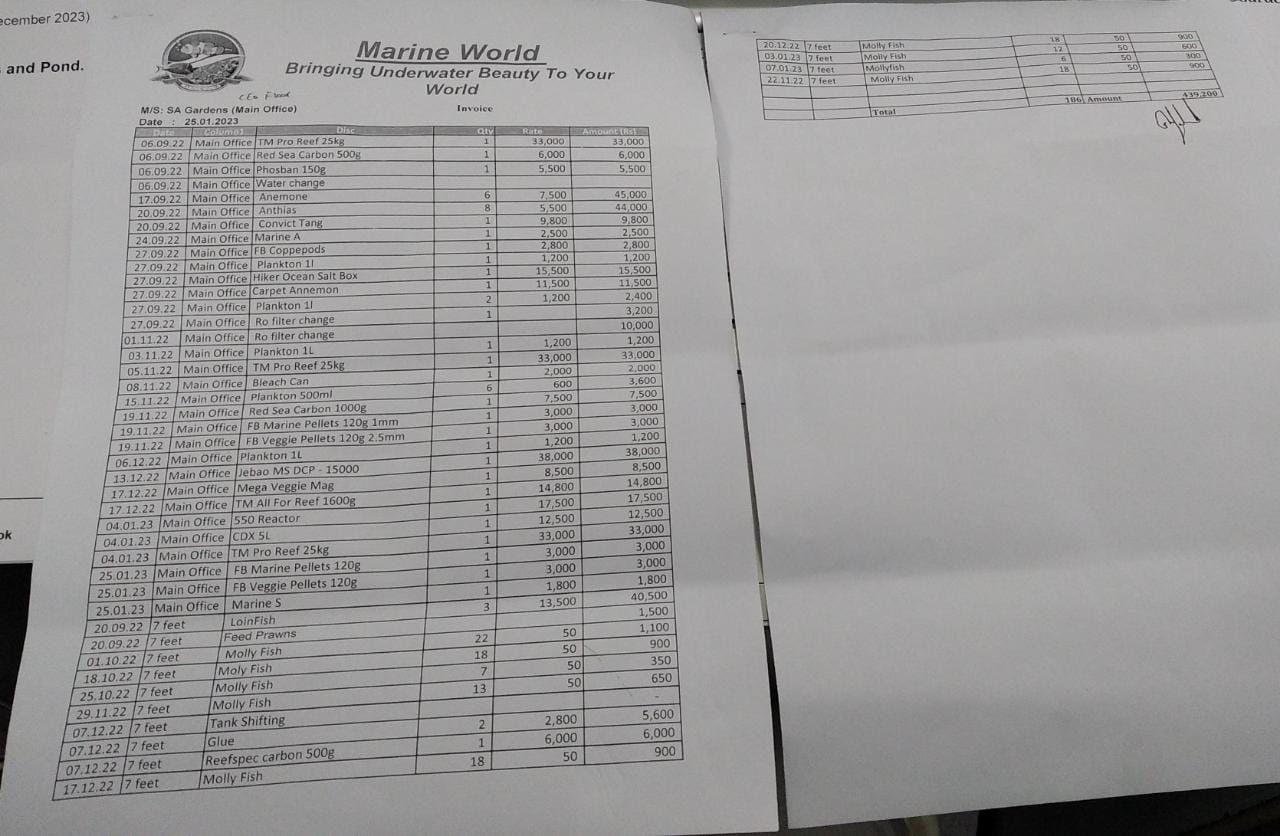 ecember 2023)
and Pond.
ok
Marine World
Bringing Underwater Beauty To Your
World
CEO
M/S: SA Gardens (Main Office)
Invoice
Date : 25.01.2023
Date Column1 Disc Qty Rate Amount (Rs)
06.09.22 Main Office TM Pro Reef 25kg 1 33,000 33,000
06.09.22 Main Office Red Sea Carbon 500g 1 6,000 6,000
06.09.22 Main Office Phosban 150g 1 5,500 5,500
06.09.22 Main Office Water change
17.09.22 Main Office Anemone 6 7,500 45,000
20.09.22 Main Office Anthias 8 5,500 44,000
20.09.22 Main Office Convict Tang 1 9,800 9,800
24.09.22 Main Office Marine A 1 2,500 2,500
27.09.22 Main Office FB Coppepods 1 2,800 2,800
27.09.22 Main Office Plankton 1l 1 1,200 1,200
27.09.22 Main Office Hiker Ocean Salt Box 1 15,500 15,500
27.09.22 Main Office Carpet Annemon 1 11,500 11,500
27.09.22 Main Office Plankton 1l 2 1,200 2,400
27.09.22 Main Office Ro filter change 1 3,200
01.11.22 Main Office Ro filter change 10,000
03.11.22 Main Office Plankton 1L 1 1,200 1,200
05.11.22 Main Office TM Pro Reef 25kg 1 33,000 33,000
08.11.22 Main Office Bleach Can 1 2,000 2,000
15.11.22 Main Office Plankton 500ml 6 600 3,600
19.11.22 Main Office Red Sea Carbon 1000g 1 7,500 7,500
19.11.22 Main Office FB Marine Pellets 120g 1mm 1 3,000 3,000
19.11.22 Main Office FB Veggie Pellets 120g 2.5mm 1 3,000 3,000
06.12.22 Main Office Plankton 1L 1 1,200 1,200
13.12.22 Main Office Jebao MS DCP - 15000 1 38,000 38,000
17.12.22 Main Office Mega Veggie Mag 1 8,500 8,500
17.12.22 Main Office TM All For Reef 1600g 1 14,800 14,800
04.01.23 Main Office 550 Reactor 1 17,500 17,500
04.01.23 Main Office CDX 5L 1 12,500 12,500
04.01.23 Main Office TM Pro Reef 25kg 1 33,000 33,000
25.01.23 Main Office FB Marine Pellets 120g 1 3,000 3,000
25.01.23 Main Office FB Veggie Pellets 120g 1 3,000 3,000
25.01.23 Main Office Marine S 1 1,800 1,800
20.09.22 7 feet LoinFish 3 13,500 40,500
20.09.22 7 feet Feed Prawns 1,500
01.10.22 7 feet Molly Fish 22 50 1,100
18.10.22 7 feet Moly Fish 18 50 900
25.10.22 7 feet Molly Fish 7 50 350
29.11.22 7 feet Molly Fish 13 50 650
07.12.22 7 feet Tank Shifting -
07.12.22 7 feet Glue 2 2,800 5,600
07.12.22 7 feet Reefspec carbon 500g 1 6,000 6,000
17.12.22 7 feet Molly Fish 18 50 900
20.12.22 7 feet Molly Fish 18 50 900
03.01.23 7 feet Molly Fish 12 50 600
07.01.23 7 feet Mollyfish 6 50 300
22.11.22 7 feet Molly Fish 18 50 900
Total 186 Amount 439,200